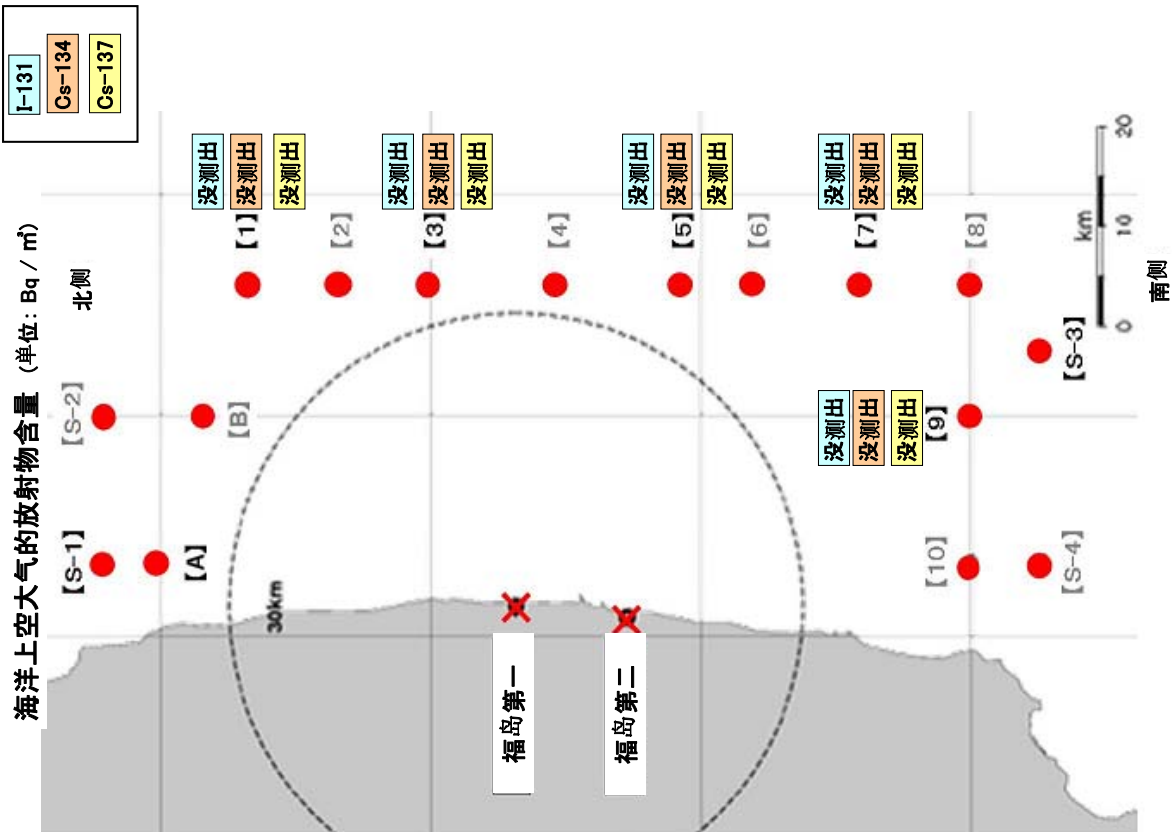 海洋上空大气的放射物含量 (单位: Bq / ㎥)
I-131
Cs-134
Cs-137
北侧
【S-1】
【S-2】
【A】
【B】
没测出
没测出
没测出
【1】
【2】
没测出
没测出
没测出
【3】
30km
【4】
福岛第一
没测出
没测出
没测出
【5】
福岛第二
【6】
没测出
没测出
没测出
【7】
没测出
没测出
没测出
【9】
【10】
【8】
【S-4】
【S-3】
km
0 10 20
南侧